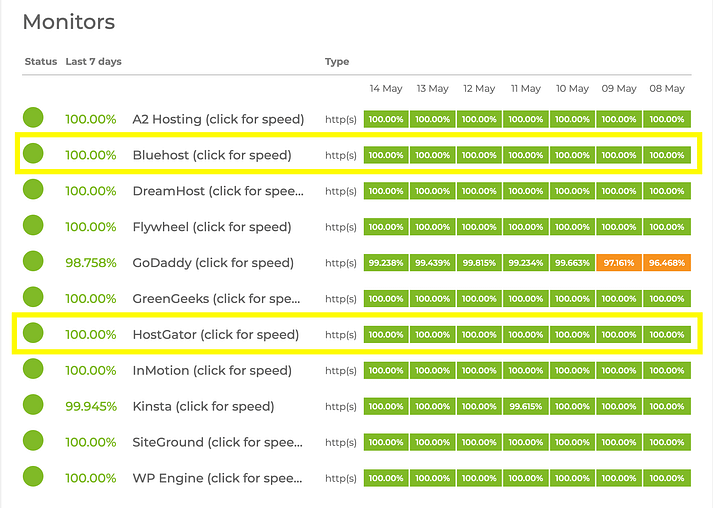 Monitors
Status Last 7 days Type
14 May 13 May 12 May 11 May 10 May 09 May 08 May
100.00% A2 Hosting (click for speed) http(s) 100.00% 100.00% 100.00% 100.00% 100.00% 100.00% 100.00%
100.00% Bluehost (click for speed) http(s) 100.00% 100.00% 100.00% 100.00% 100.00% 100.00% 100.00%
100.00% DreamHost (click for spee... http(s) 100.00% 100.00% 100.00% 100.00% 100.00% 100.00% 100.00%
100.00% Flywheel (click for speed) http(s) 100.00% 100.00% 100.00% 100.00% 100.00% 100.00% 100.00%
98.758% GoDaddy (click for speed) http(s) 99.238% 99.439% 99.815% 99.234% 99.663% 97.161% 96.468%
100.00% GreenGeeks (click for spe... http(s) 100.00% 100.00% 100.00% 100.00% 100.00% 100.00% 100.00%
100.00% HostGator (click for speed) http(s) 100.00% 100.00% 100.00% 100.00% 100.00% 100.00% 100.00%
100.00% InMotion (click for speed) http(s) 100.00% 100.00% 100.00% 100.00% 100.00% 100.00% 100.00%
99.945% Kinsta (click for speed) http(s) 100.00% 100.00% 100.00% 99.615% 100.00% 100.00% 100.00%
100.00% SiteGround (click for spee... http(s) 100.00% 100.00% 100.00% 100.00% 100.00% 100.00% 100.00%
100.00% WP Engine (click for spee... http(s) 100.00% 100.00% 100.00% 100.00% 100.00% 100.00% 100.00%